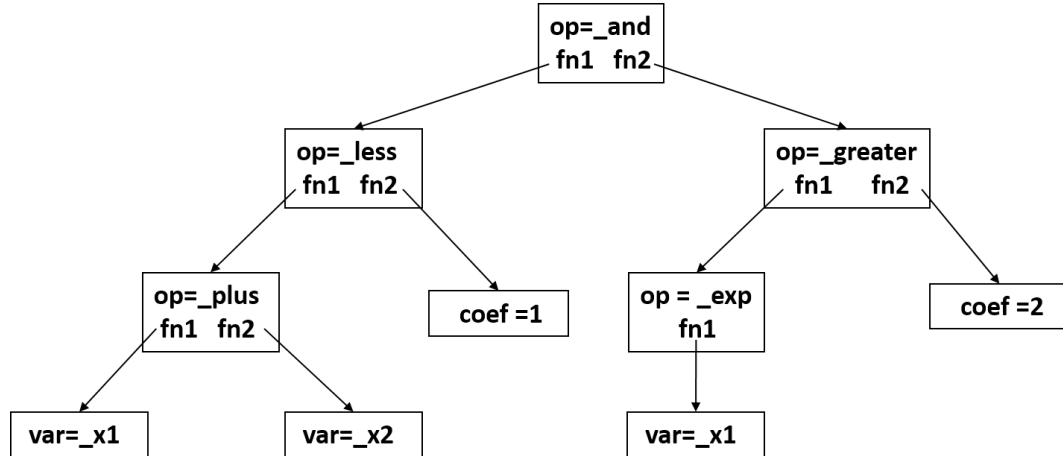 op=_and
fn1 fn2
op=_less
fn1 fn2
op=_greater
fn1 fn2
op=_plus
fn1 fn2
coef =1
op = _exp
fn1
coef =2
var=_x1
var=_x2
var=_x1